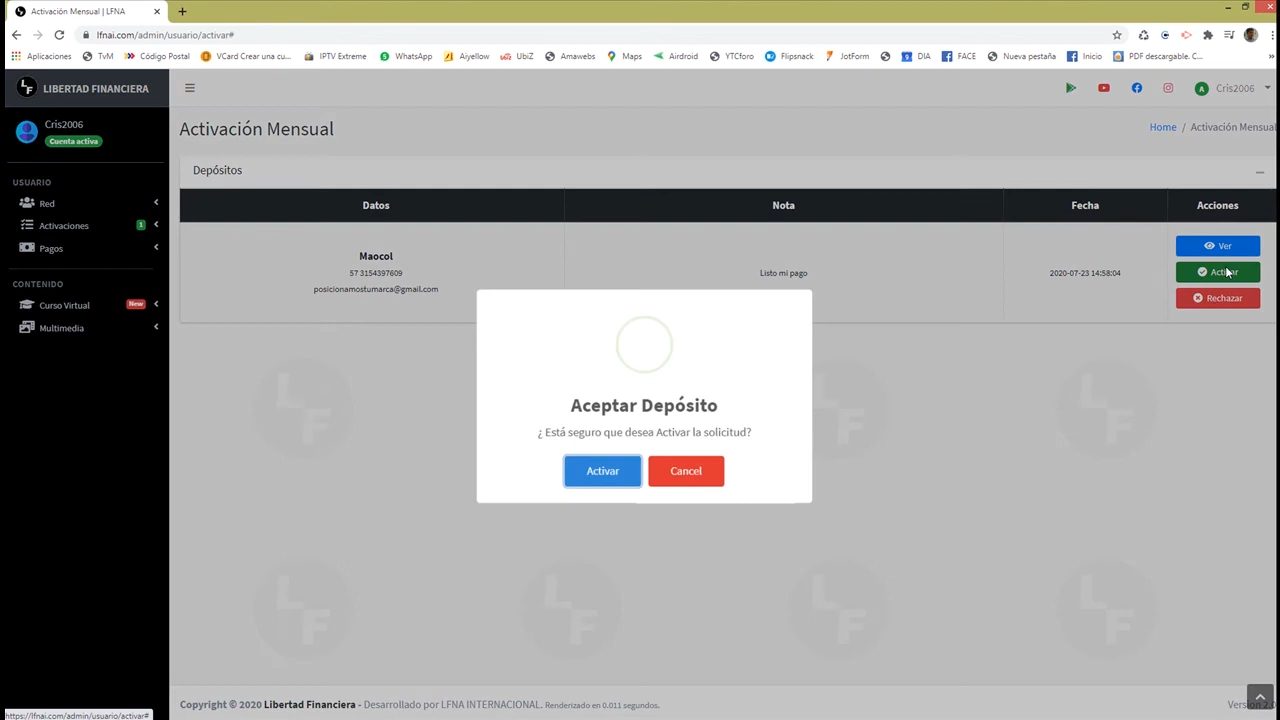 Activación Mensual | LFNA
lfnai.com/admin/usuario/activar#
Aplicaciones TvM Código Postal VCard Crear una cu... IPTV Extreme WhatsApp Aiyellow UbiZ Amawebs Maps Airdroid YTCforo Flipsnack JotForm DIA FACE Nueva pestaña Inicio PDF descargable. C...
LIBERTAD FINANCIERA
Cris2006
Cris2006
Cuenta activa
Activación Mensual
Home / Activación Mensual
USUARIO
Red
Activaciones 1
Pagos
CONTENIDO
Curso Virtual New
Multimedia
Depósitos
Datos Nota Fecha Acciones
Maocol
57 3154397609
posicionamostumarca@gmail.com
Listo mi pago
2020-07-23 14:58:04
Ver
Activar
Rechazar
Aceptar Depósito
¿ Está seguro que desea Activar la solicitud?
Activar Cancel
Copyright © 2020 Libertad Financiera - Desarrollado por LFNA INTERNACIONAL. Renderizado en 0.011 segundos.
https://lfnai.com/admin/usuario/activar#